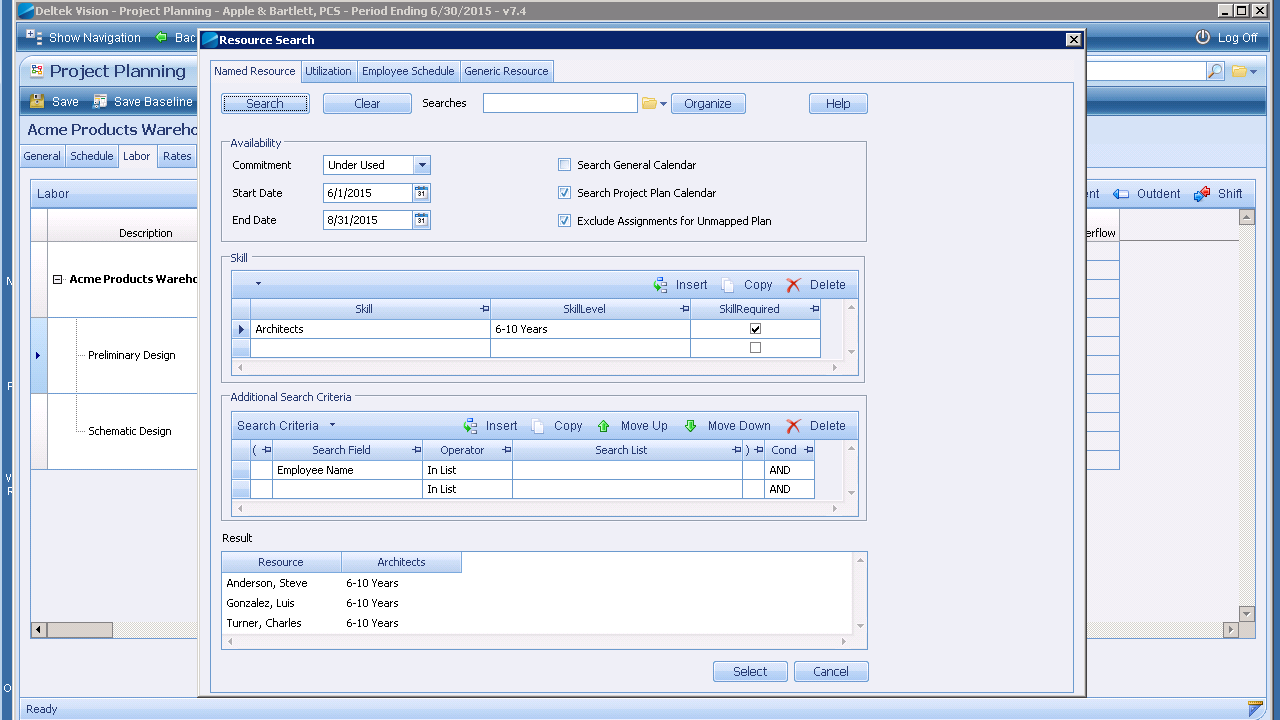 Deltek Vision - Project Planning - Apple & Bartlett, PCS - Period Ending 6/30/2015 - v7.4
Show Navigation Bac Log Off
Resource Search
Project Planning
Named Resource Utilization Employee Schedule Generic Resource
Save Save Baseline
Search Clear Searches Organize Help
Acme Products Wareho
General Schedule Labor Rates
Availability
Commitment Under Used Search General Calendar
Start Date 6/1/2015 31 Search Project Plan Calendar
End Date 8/31/2015 31 Exclude Assignments for Unmapped Plan
Labor
nt Outdent Shift
Description
erflow
Acme Products Wareho
Preliminary Design
Schematic Design
Skill
Insert Copy Delete
Skill SkillLevel SkillRequired
Architects 6-10 Years
Additional Search Criteria
Search Criteria Insert Copy Move Up Move Down Delete
( Search Field Operator Search List ) Cond
Employee Name In List AND
In List AND
Result
Resource Architects
Anderson, Steve 6-10 Years
Gonzalez, Luis 6-10 Years
Turner, Charles 6-10 Years
Select Cancel
Ready